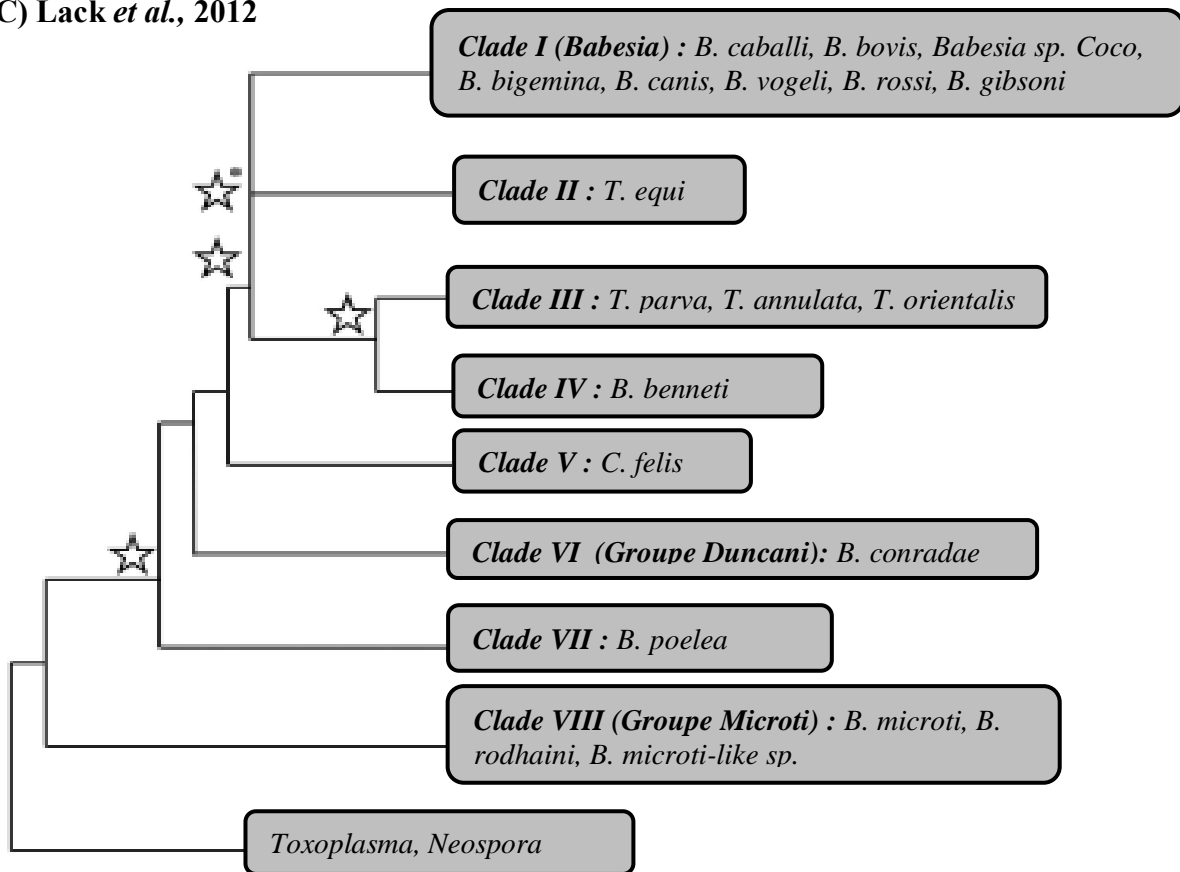 C) Lack et al., 2012
Clade I (Babesia) : B. caballi, B. bovis, Babesia sp. Coco,
B. bigemina, B. canis, B. vogeli, B. rossi, B. gibsoni
Clade II : T. equi
Clade III : T. parva, T. annulata, T. orientalis
Clade IV : B. benneti
Clade V : C. felis
Clade VI (Groupe Duncani): B. conradae
Clade VII : B. poelea
Clade VIII (Groupe Microti) : B. microti, B.
rodhaini, B. microti-like sp.
Toxoplasma, Neospora